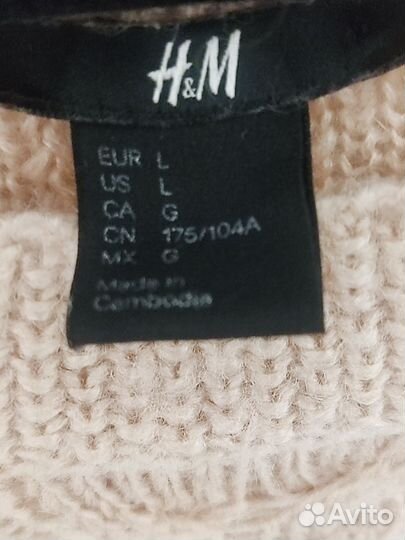 H&M
EUR L
US L
CA G
CN 175/104A
MX G
Made in
Cambodia
Avito